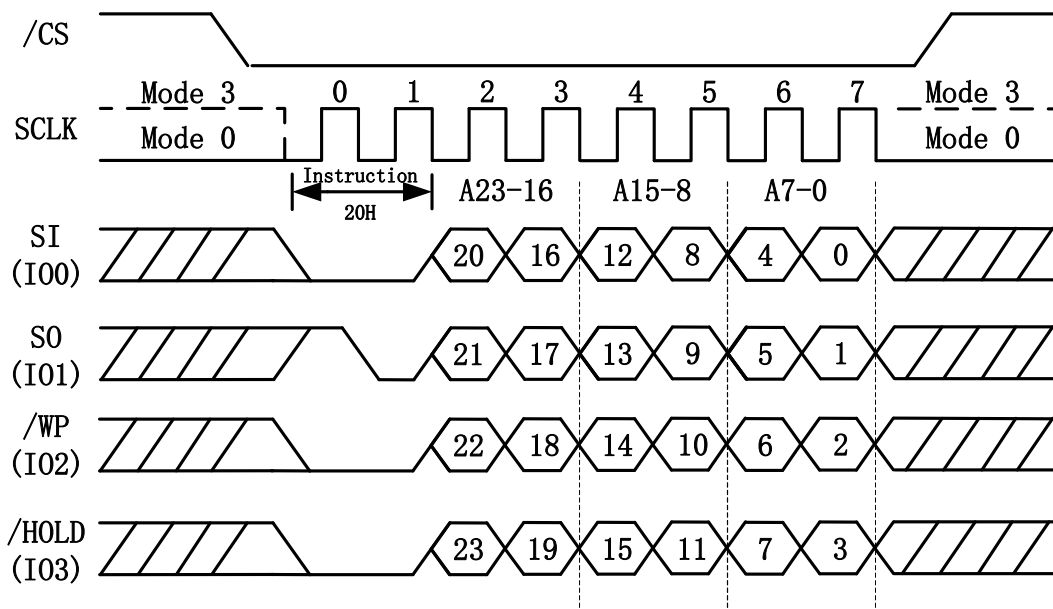 /CS
0 1 2 3 4 5 6 7
Mode 3 Mode 3
SCLK
Mode 0 Mode 0
Instruction
20H
A23-16 A15-8 A7-0
SI
(IO0)
20 16 12 8 4 0
SO
(IO1)
21 17 13 9 5 1
/WP
(IO2)
22 18 14 10 6 2
/HOLD
(IO3)
23 19 15 11 7 3